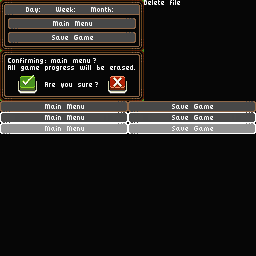 Delete file
Day: Week: Month:
Main Menu
Save Game
Confirming: main menu?
All game progress will be erased.
Are you sure?
Main Menu Save Game
Main Menu Save Game
Main Menu Save Game